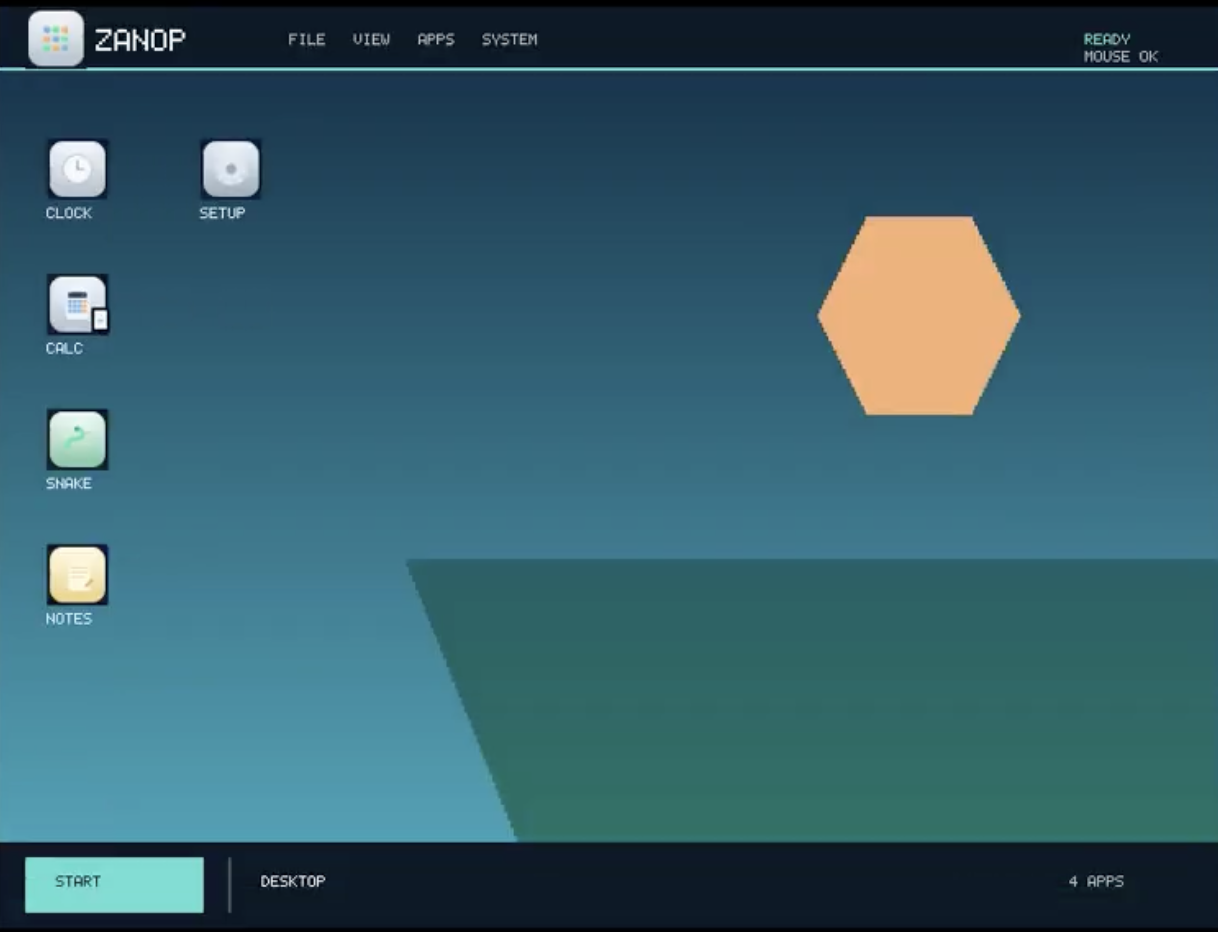 ZANOP
FILE VIEW APPS SYSTEM
READY
MOUSE OK
CLOCK
SETUP
CALC
SNAKE
NOTES
START
DESKTOP
4 APPS